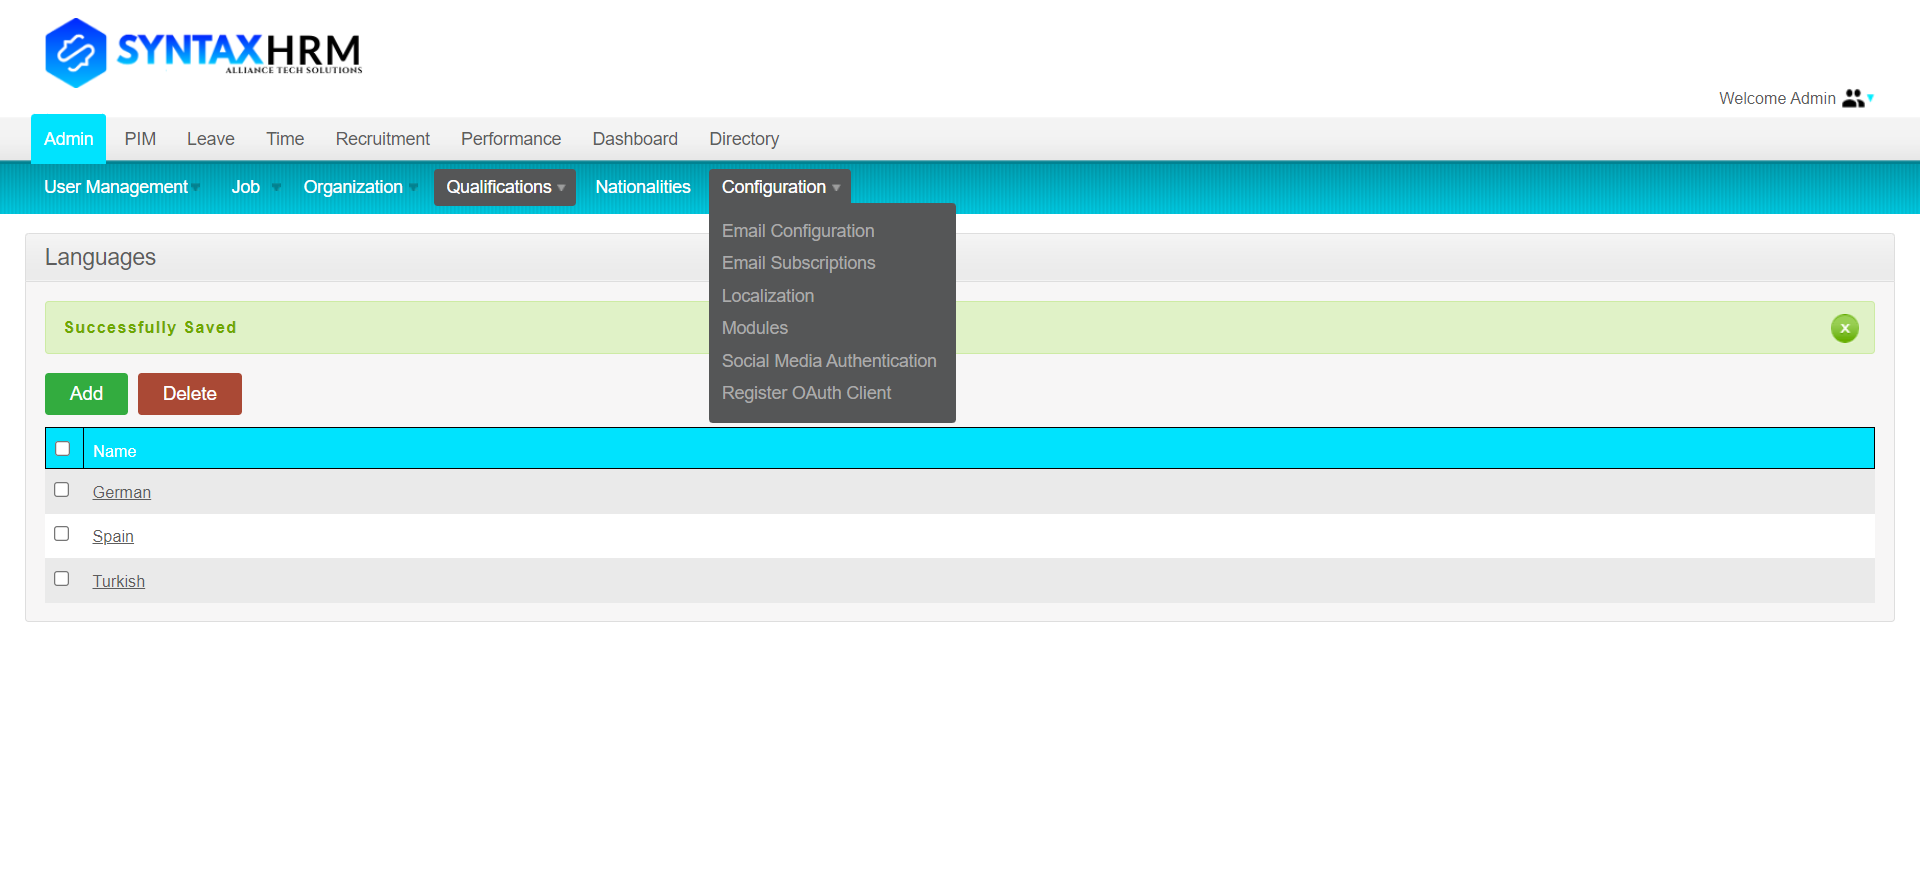 SYNTAXHRM
ALLIANCE TECH SOLUTIONS
Welcome Admin
Admin PIM Leave Time Recruitment Performance Dashboard Directory
User Management Job Organization Qualifications Nationalities Configuration
Email Configuration
Email Subscriptions
Localization
Modules
Social Media Authentication
Register OAuth Client
Languages
Successfully Saved
x
Add Delete
Name
German
Spain
Turkish